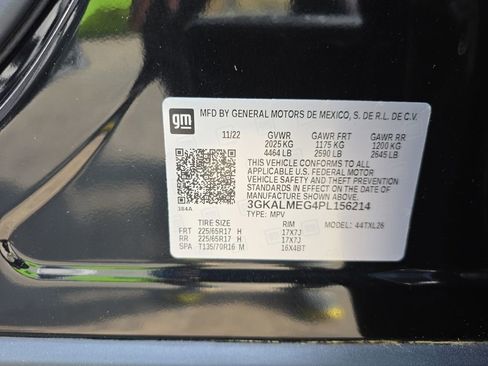 gm
MFD BY GENERAL MOTORS DE MEXICO, S. DE R.L. DE C.V.
11/22 GVWR GAWR FRT GAWR RR
2025 KG 1175 KG 1200 KG
4464 LB 2590 LB 2645 LB
THIS VEHICLE CONFORMS TO ALL
APPLICABLE U.S. FEDERAL MOTOR
VEHICLE SAFETY, BUMPER, AND THEFT
PREVENTION STANDARDS IN EFFECT ON
THE DATE OF MANUFACTURE SHOWN ABOVE.
384A 3GKALMEG4PL156214
TYPE: MPV
TIRE SIZE RIM MODEL: 44TXL26
FRT 225/65R17 H 17X7J
RR 225/65R17 H 17X7J
SPA T135/70R16 M 16X4BT